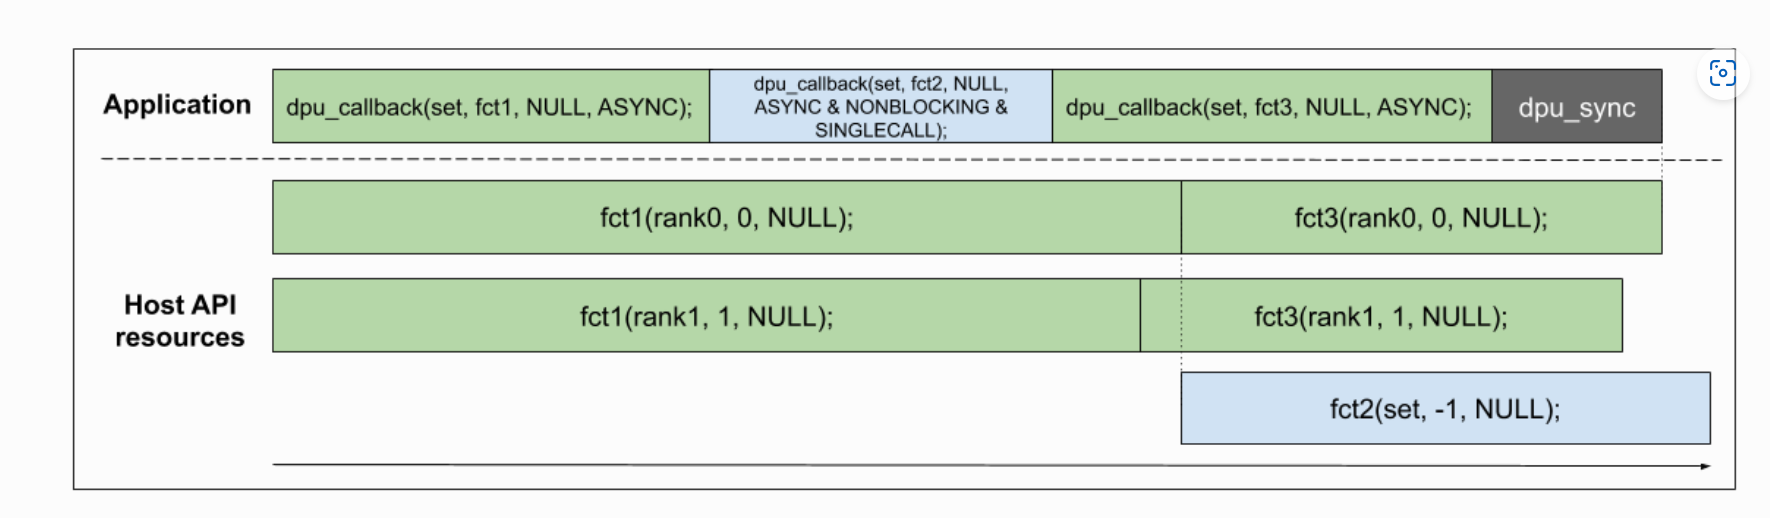 Application
dpu_callback(set, fct1, NULL, ASYNC);
dpu_callback(set, fct2, NULL,
ASYNC & NONBLOCKING &
SINGLECALL);
dpu_callback(set, fct3, NULL, ASYNC);
dpu_sync
Host API
resources
fct1(rank0, 0, NULL);
fct3(rank0, 0, NULL);
fct1(rank1, 1, NULL);
fct3(rank1, 1, NULL);
fct2(set, -1, NULL);